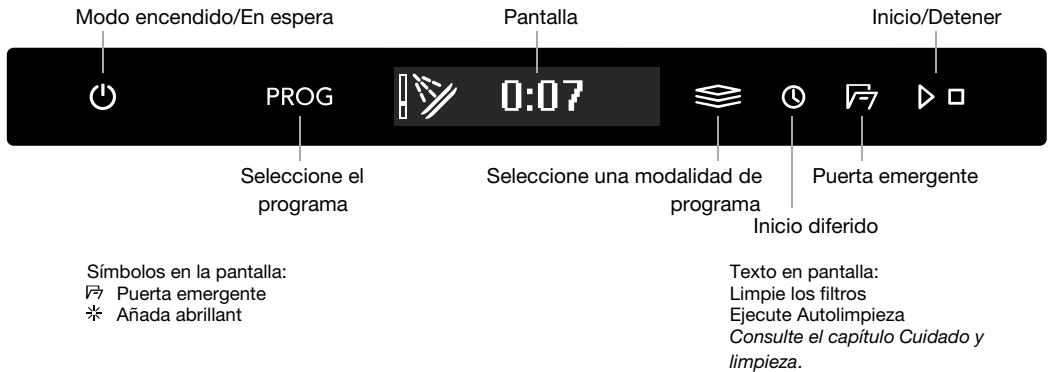 Modo encendido/En espera
Pantalla
Inicio/Detener
PROG
0:07
Seleccione el
programa
Seleccione una modalidad de
programa
Puerta emergente
Inicio diferido
Símbolos en la pantalla:
Puerta emergente
Añada abrillant
Texto en pantalla:
Limpie los filtros
Ejecute Autolimpieza
Consulte el capítulo Cuidado y
limpieza.